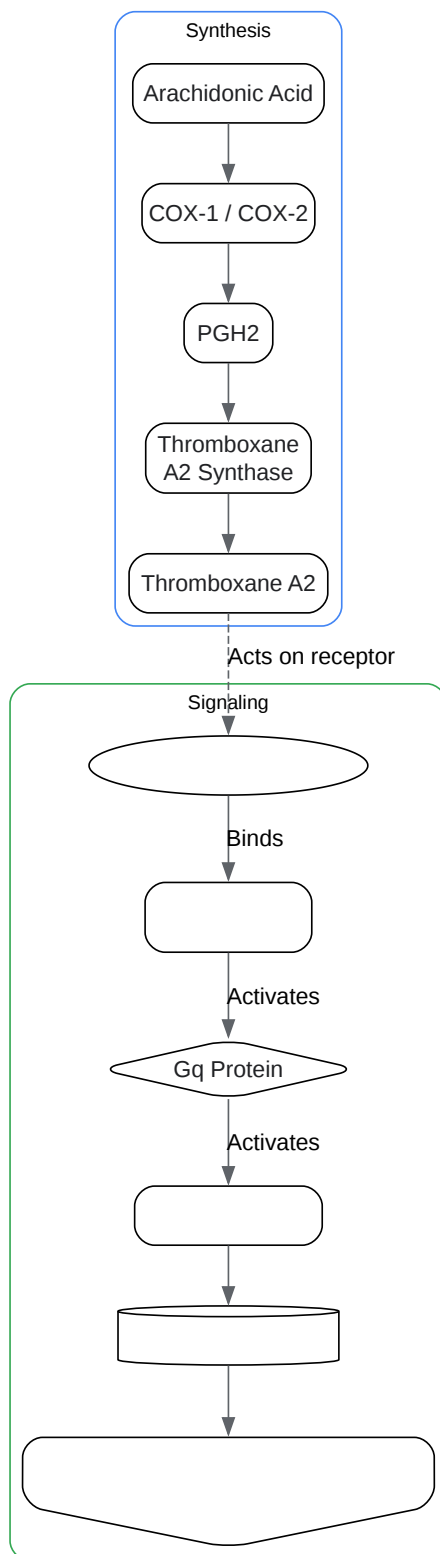 Synthesis
Arachidonic Acid
COX-1 / COX-2
PGH2
Thromboxane
A2 Synthase
Thromboxane A2
Acts on receptor
Signaling
Binds
Activates
Gq Protein
Activates